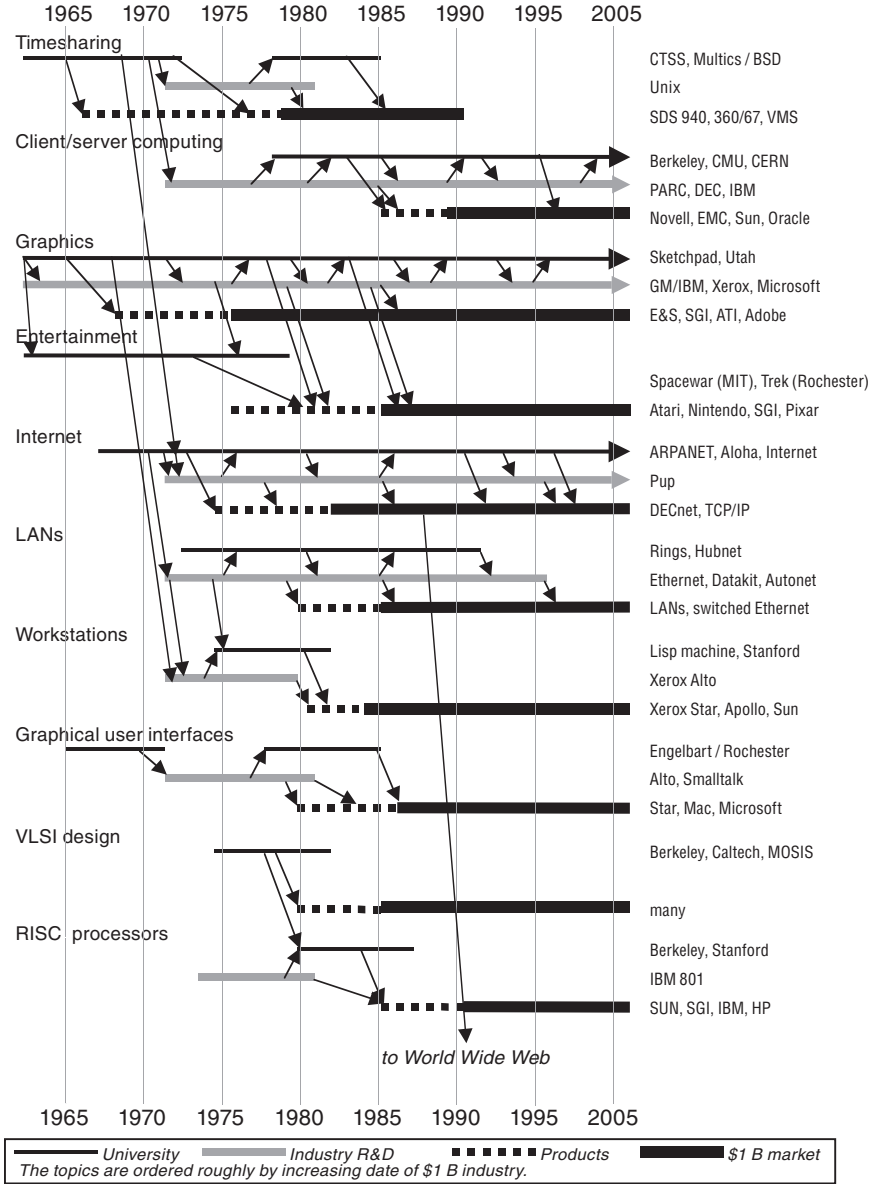 1965 1970 1975 1980 1985 1990 1995 2005
Timesharing
CTSS, Multics / BSD
Unix
SDS 940, 360/67, VMS
Client/server computing
Berkeley, CMU, CERN
PARC, DEC, IBM
Novell, EMC, Sun, Oracle
Graphics
Sketchpad, Utah
GM/IBM, Xerox, Microsoft
E&S, SGI, ATI, Adobe
Entertainment
Spacewar (MIT), Trek (Rochester)
Atari, Nintendo, SGI, Pixar
Internet
ARPANET, Aloha, Internet
Pup
DECnet, TCP/IP
LANs
Rings, Hubnet
Ethernet, Datakit, Autonet
LANs, switched Ethernet
Workstations
Lisp machine, Stanford
Xerox Alto
Xerox Star, Apollo, Sun
Graphical user interfaces
Engelbart / Rochester
Alto, Smalltalk
Star, Mac, Microsoft
VLSI design
Berkeley, Caltech, MOSIS
many
RISC processors
Berkeley, Stanford
IBM 801
SUN, SGI, IBM, HP
to World Wide Web
1965 1970 1975 1980 1985 1990 1995 2005
University Industry R&D Products $1 B market
The topics are ordered roughly by increasing date of $1 B industry.